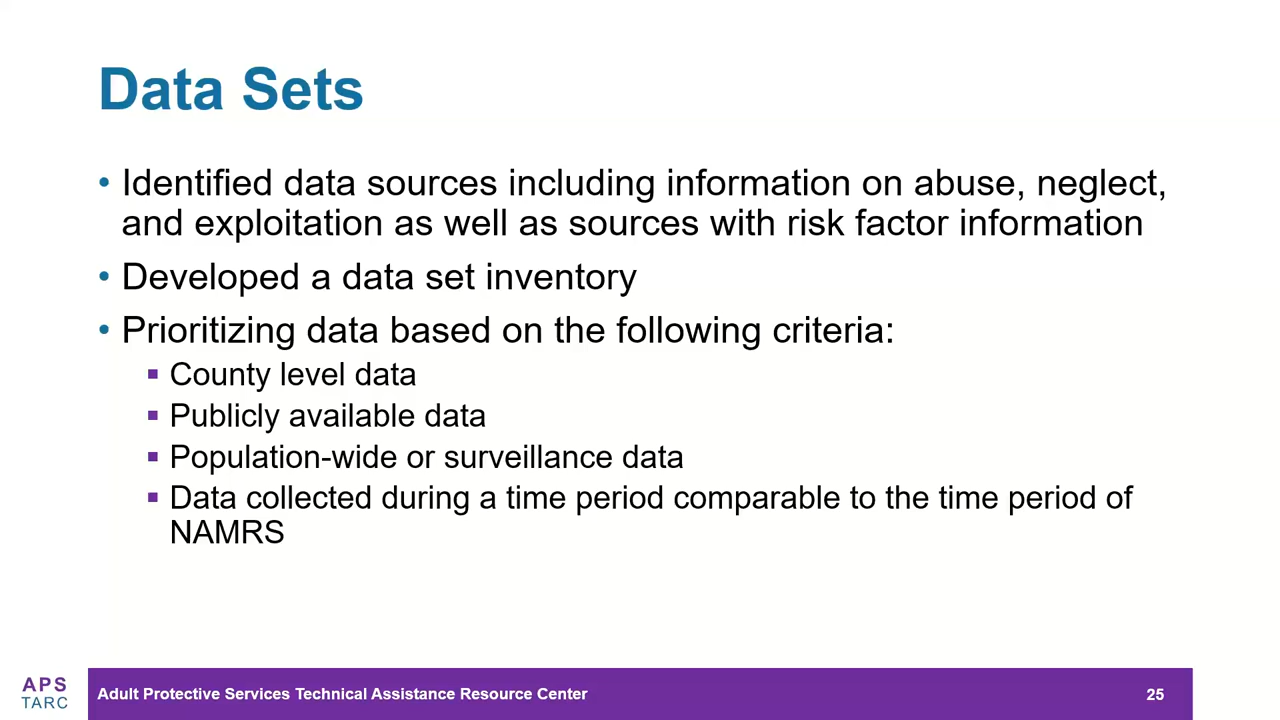 Data Sets
• Identified data sources including information on abuse, neglect,
and exploitation as well as sources with risk factor information
• Developed a data set inventory
• Prioritizing data based on the following criteria:
▪ County level data
▪ Publicly available data
▪ Population-wide or surveillance data
▪ Data collected during a time period comparable to the time period of
NAMRS
APS
TARC
Adult Protective Services Technical Assistance Resource Center
25